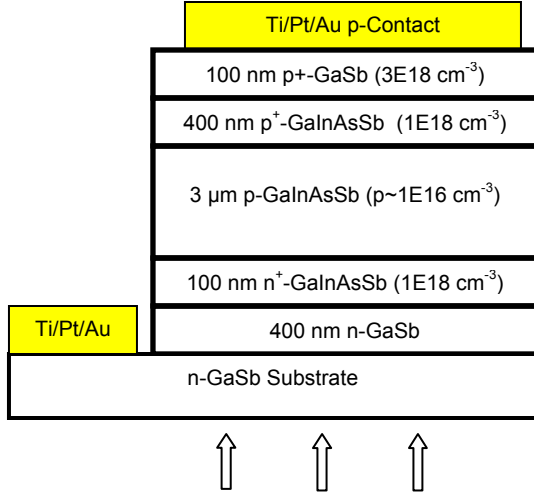 Ti/Pt/Au p-Contact
100 nm p+-GaSb (3E18 cm⁻³)
400 nm p⁺-GaInAsSb (1E18 cm⁻³)
3 µm p-GaInAsSb (p~1E16 cm⁻³)
100 nm n⁺-GaInAsSb (1E18 cm⁻³)
Ti/Pt/Au
400 nm n-GaSb
n-GaSb Substrate